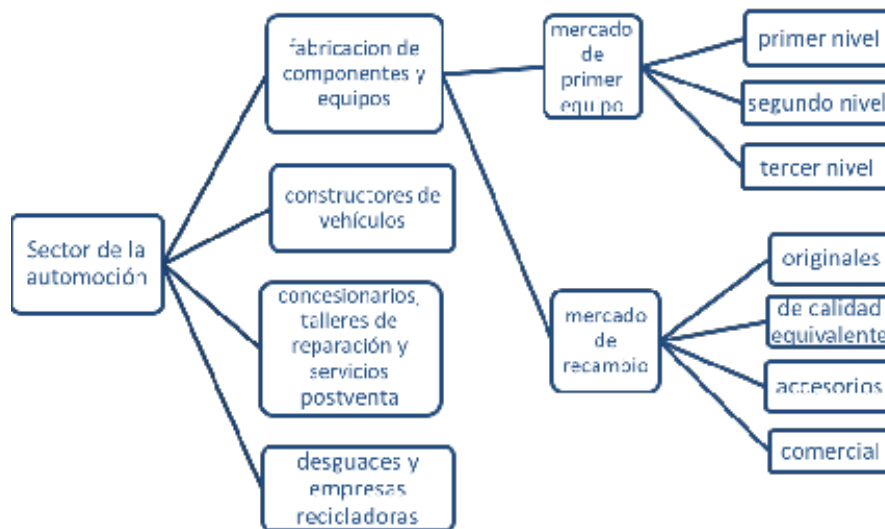 fabricacion de
componentes y
equipos
mercado
de
primer
equipo
primer nivel
segundo nivel
tercer nivel
constructores de
vehículos
Sector de la
automoción
concesionarios,
talleres de
reparación y
servicios
postventa
mercado
de
recambio
originales
de calidad
equivalente
accesorios
comercial
desguaces y
empresas
recicladoras